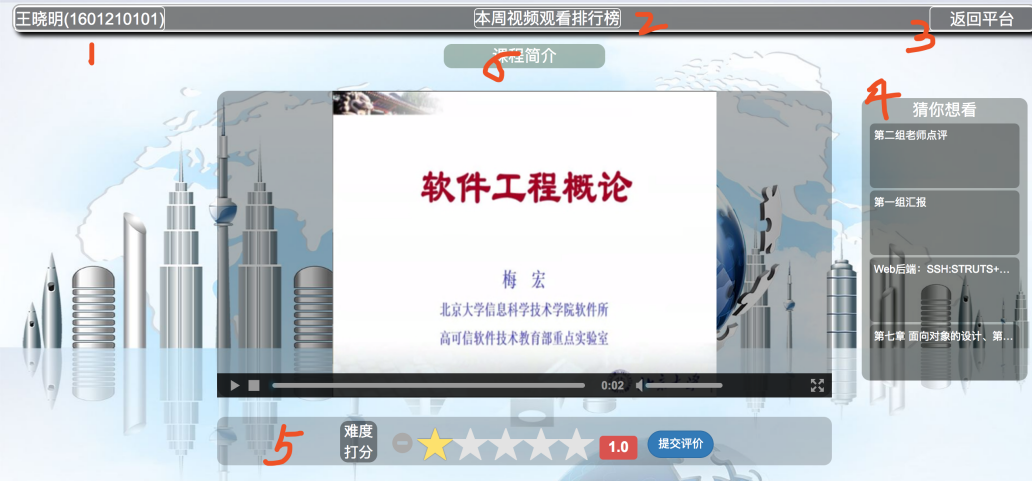 王晓明(1601210101)
本周视频观看排行榜
返回平台
1
2
3
课程简介
6
4
猜你想看
第二组老师点评
第一组汇报
Web后端：SSH:STRUTS+...
第七章 面向对象的设计、第...
软件工程概论
梅 宏
北京大学信息科学技术学院软件所
高可信软件技术教育部重点实验室
0:02
5
难度
打分
1.0
提交评价